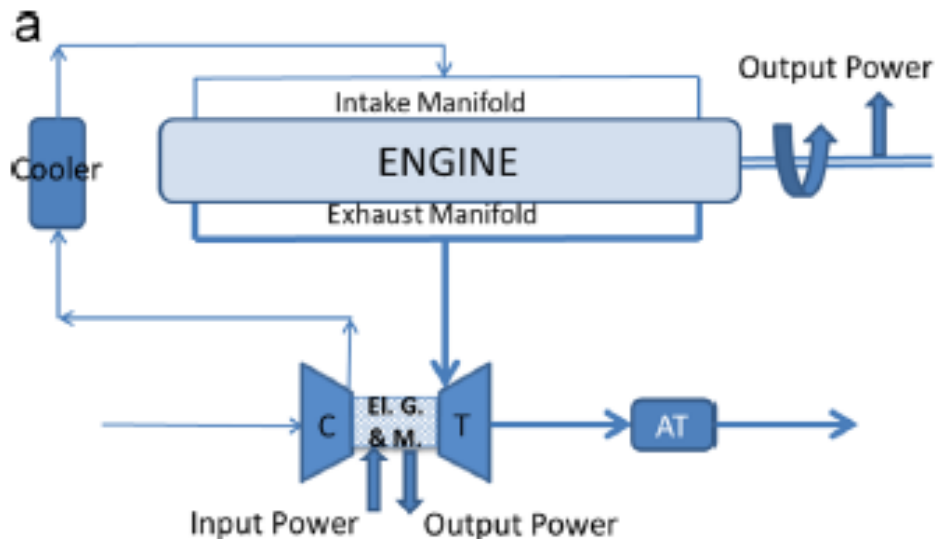 a
Output Power
Intake Manifold
Cooler
ENGINE
Exhaust Manifold
C
El. G.
& M.
T
AT
Input Power
Output Power